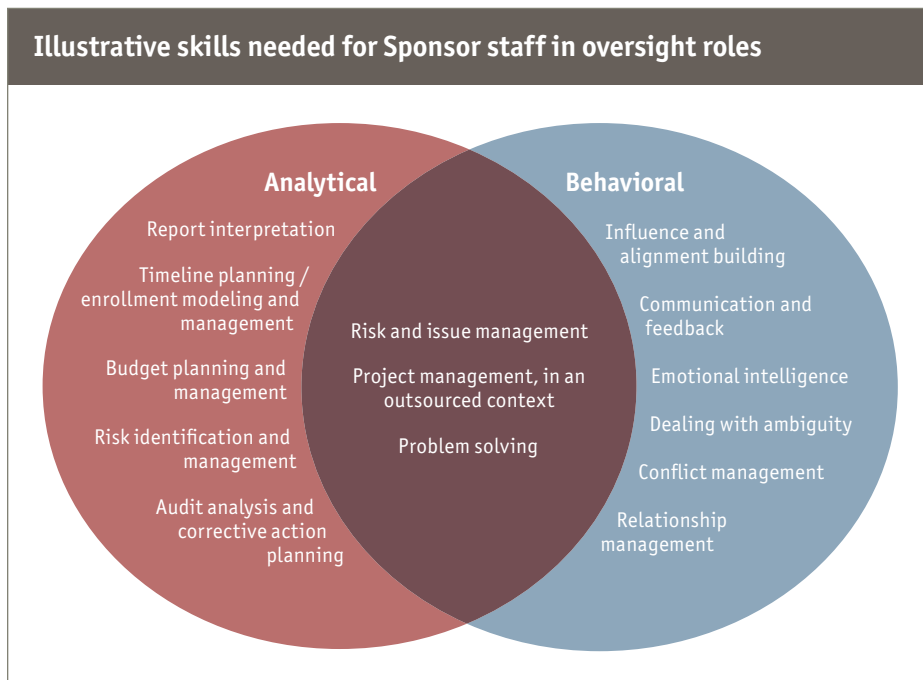 Illustrative skills needed for Sponsor staff in oversight roles
Analytical
Report interpretation
Timeline planning /
enrollment modeling and
management
Budget planning and
management
Risk identification and
management
Audit analysis and
corrective action
planning
Risk and issue management
Project management, in an
outsourced context
Problem solving
Behavioral
Influence and
alignment building
Communication and
feedback
Emotional intelligence
Dealing with ambiguity
Conflict management
Relationship
management